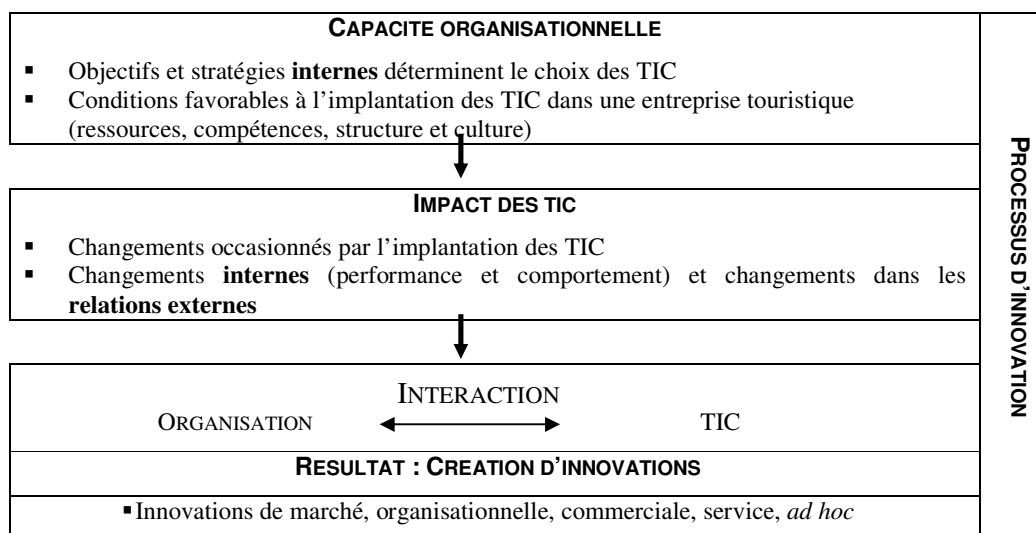 CAPACITE ORGANISATIONNELLE
▪ Objectifs et stratégies internes déterminent le choix des TIC
▪ Conditions favorables à l'implantation des TIC dans une entreprise touristique
(ressources, compétences, structure et culture)
IMPACT DES TIC
▪ Changements occasionnés par l'implantation des TIC
▪ Changements internes (performance et comportement) et changements dans les
relations externes
INTERACTION
ORGANISATION TIC
RESULTAT : CREATION D'INNOVATIONS
▪ Innovations de marché, organisationnelle, commerciale, service, ad hoc
PROCESSUS D'INNOVATION